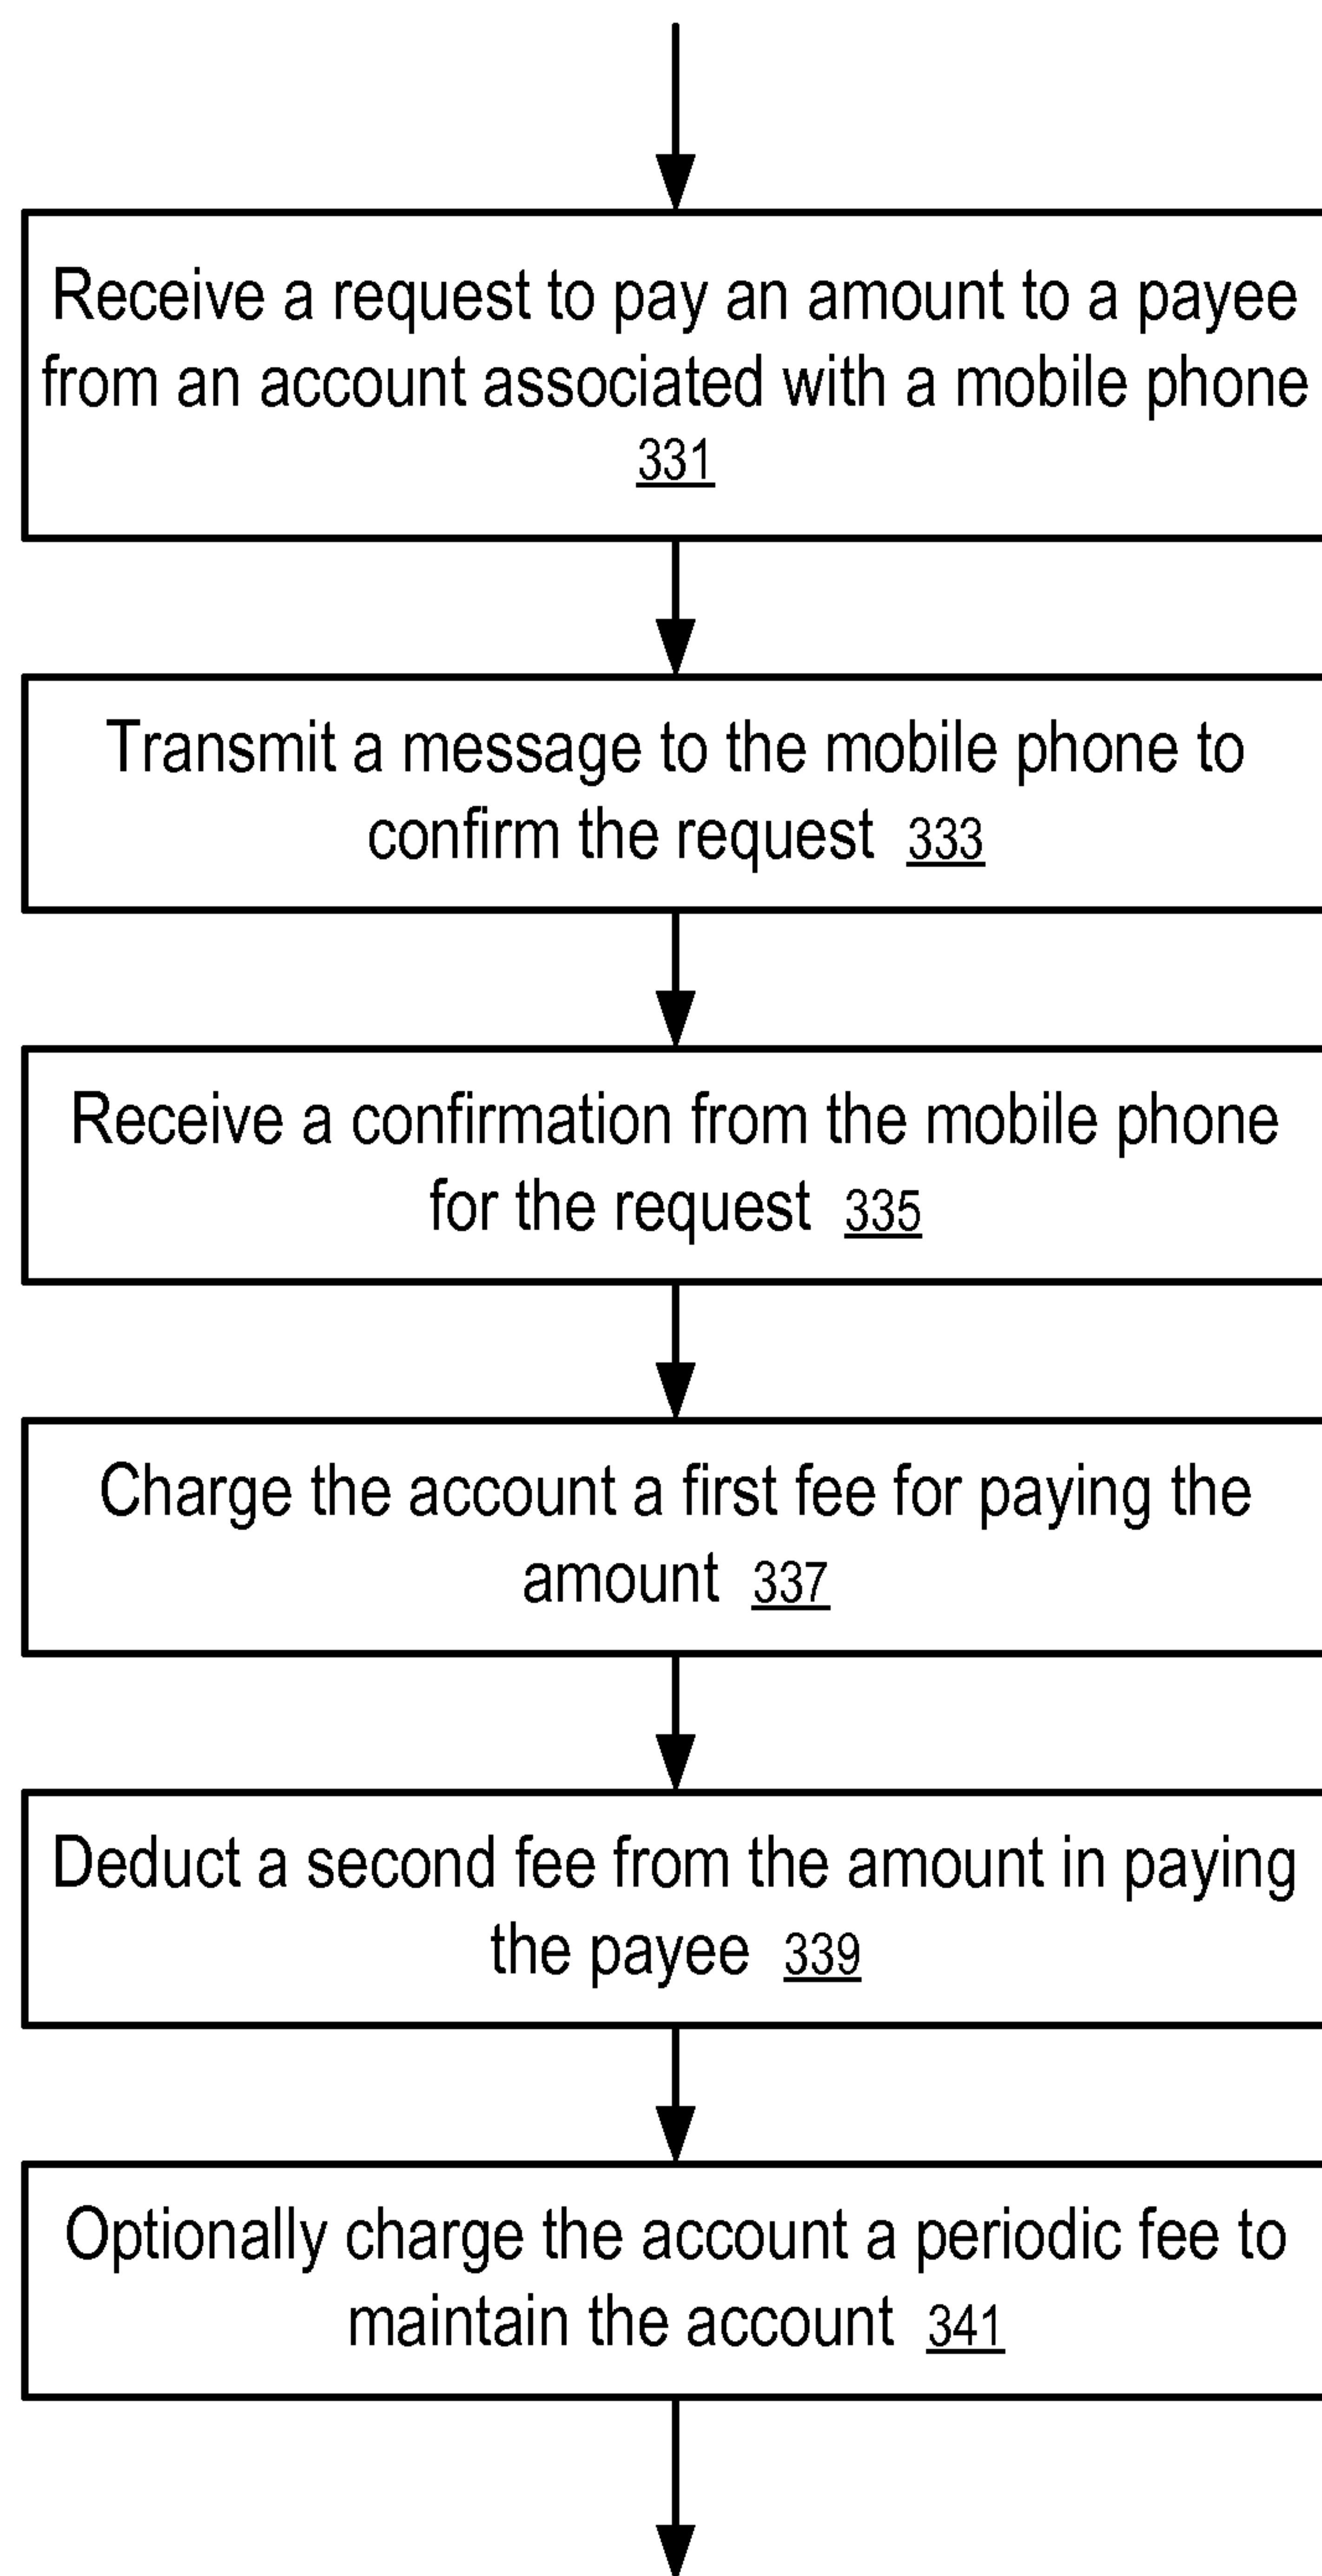 Receive a request to pay an amount to a payee
from an account associated with a mobile phone
331
Transmit a message to the mobile phone to
confirm the request 333
Receive a confirmation from the mobile phone
for the request 335
Charge the account a first fee for paying the
amount 337
Deduct a second fee from the amount in paying
the payee 339
Optionally charge the account a periodic fee to
maintain the account 341